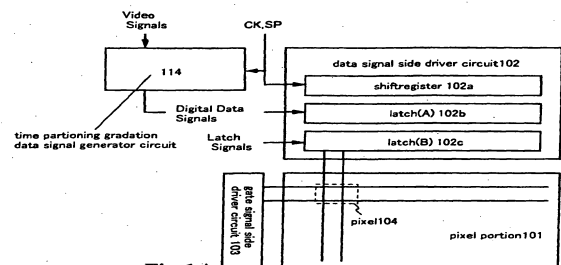 Video
Signals
CK,SP
data signal side driver circuit102
114
shiftregister 102a
Digital Data
Signals
latch(A) 102b
time partioning gradation
data signal generator circuit
Latch
Signals
latch(B) 102c
gate signal side
driver circuit 103
pixel104
pixel portion101